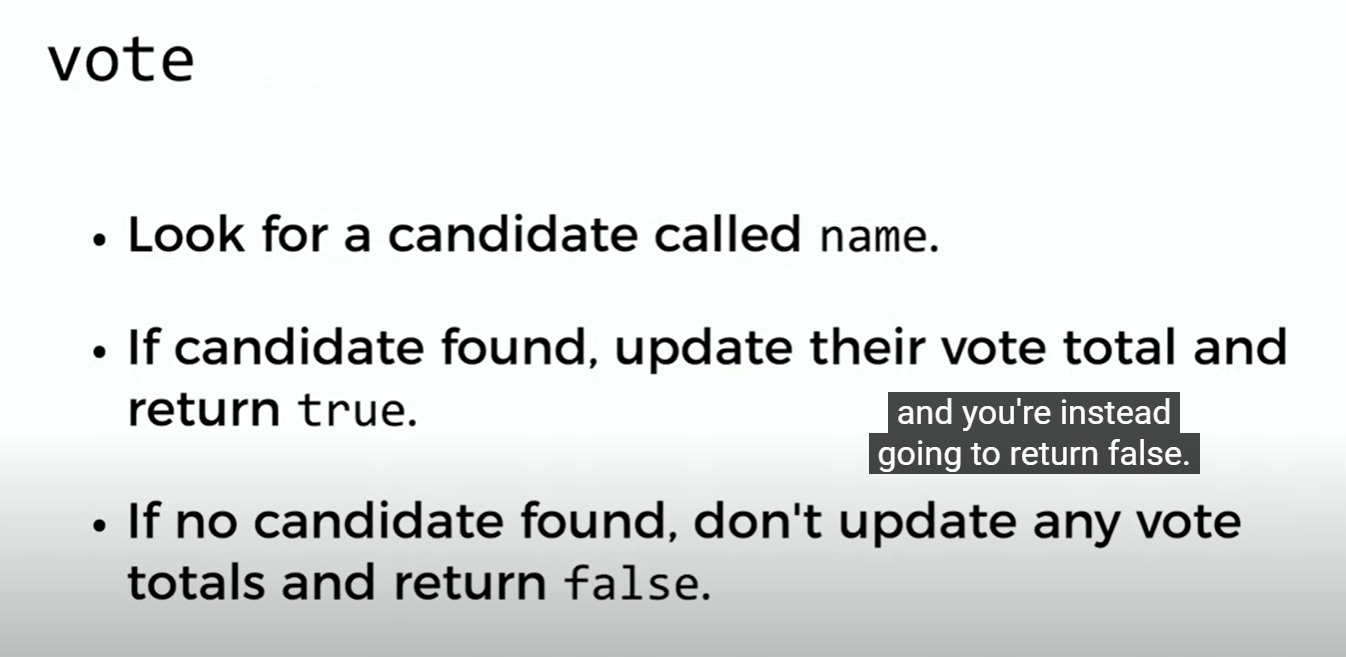 vote
• Look for a candidate called name.
• If candidate found, update their vote total and
return true.
and you're instead
going to return false.
• If no candidate found, don't update any vote
totals and return false.